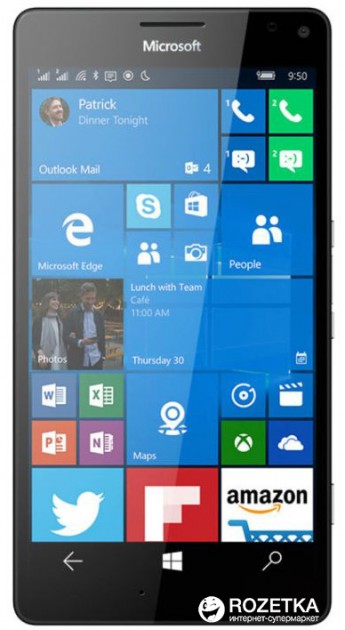 Microsoft
9:50
Patrick
Dinner Tonight
Outlook Mail
4
1
2
1
2
Microsoft Edge
People
Lunch with Team
Café
11:00 AM
Photos
Thursday 30
Maps
amazon
ROZETKA
интернет-супермаркет